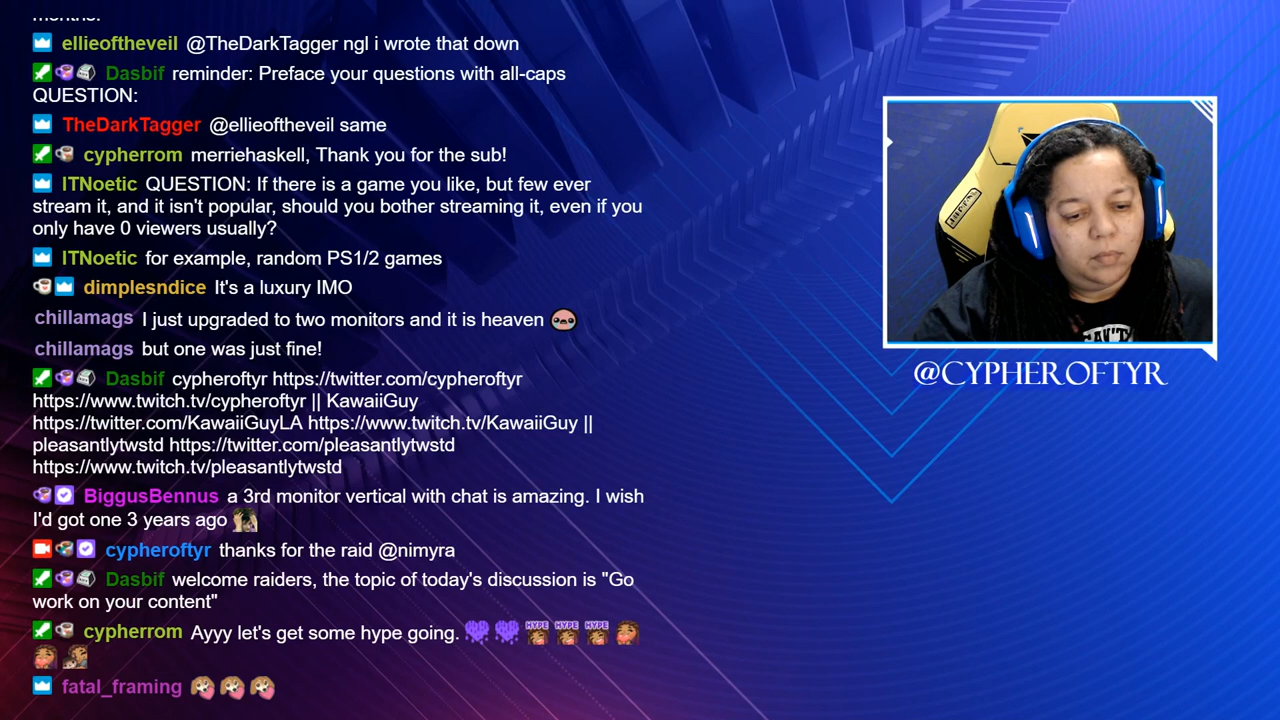 ellieoftheveil @TheDarkTagger ngl i wrote that down
Dasbif reminder: Preface your questions with all-caps
QUESTION:
TheDarkTagger @ellieoftheveil same
cypherrom merriehaskell, Thank you for the sub!
ITNoetic QUESTION: If there is a game you like, but few ever
stream it, and it isn't popular, should you bother streaming it, even if you
only have 0 viewers usually?
ITNoetic for example, random PS1/2 games
dimplesndice It's a luxury IMO
chillamags I just upgraded to two monitors and it is heaven
chillamags but one was just fine!
Dasbif cypheroftyr https://twitter.com/cypheroftyr
https://www.twitch.tv/cypheroftyr || KawaiiGuy
https://twitter.com/KawaiiGuyLA https://www.twitch.tv/KawaiiGuy ||
pleasantlytwstd https://twitter.com/pleasantlytwstd
https://www.twitch.tv/pleasantlytwstd
BiggusBennus a 3rd monitor vertical with chat is amazing. I wish
I'd got one 3 years ago
cypheroftyr thanks for the raid @nimyra
Dasbif welcome raiders, the topic of today's discussion is "Go
work on your content"
cypherrom Ayyy let's get some hype going. HYPE HYPE HYPE
fatal_framing
@CYPHEROFTYR